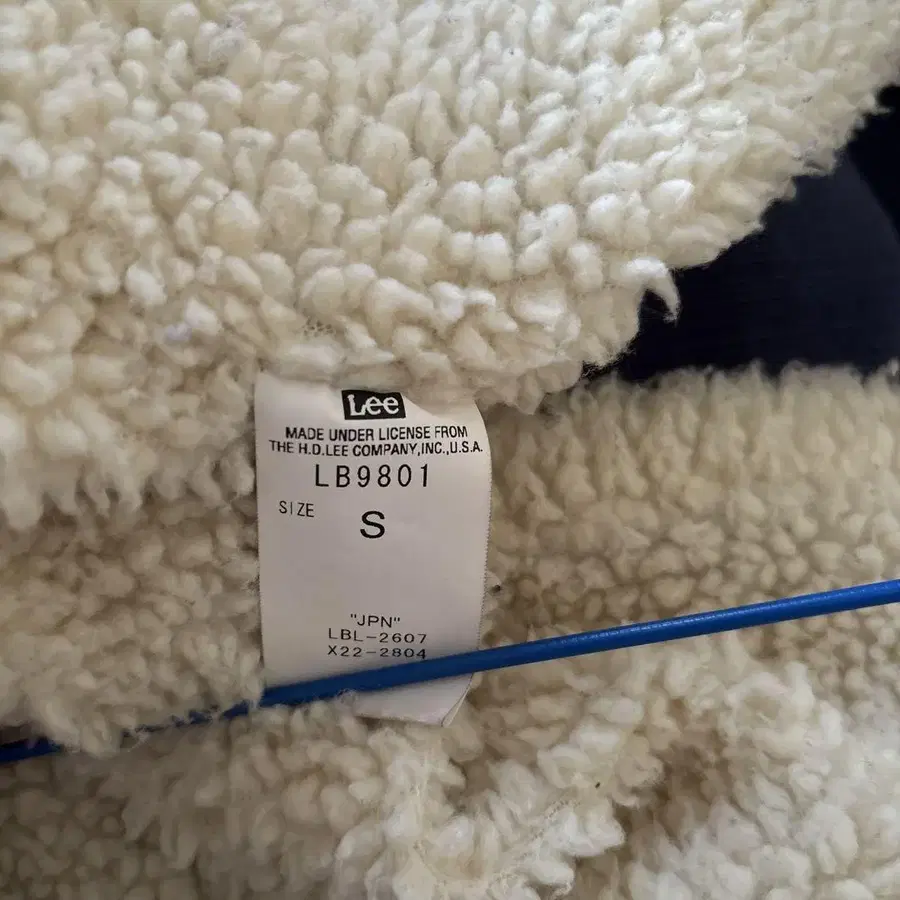 Lee
MADE UNDER LICENSE FROM
THE H.D.LEE COMPANY,INC.,U.S.A.
LB9801
SIZE
S
"JPN"
LBL-2607
X22-2804